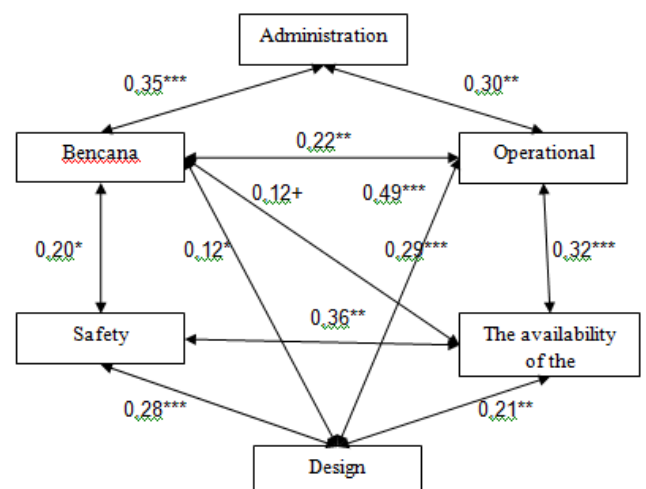 Administration
0,35***
0,30**
Bencana
0,22**
Operational
0,12+
0,49***
0,20*
0,12*
0,29***
0,32***
Safety
0,36**
The availability
of the
0,28***
0,21**
Design